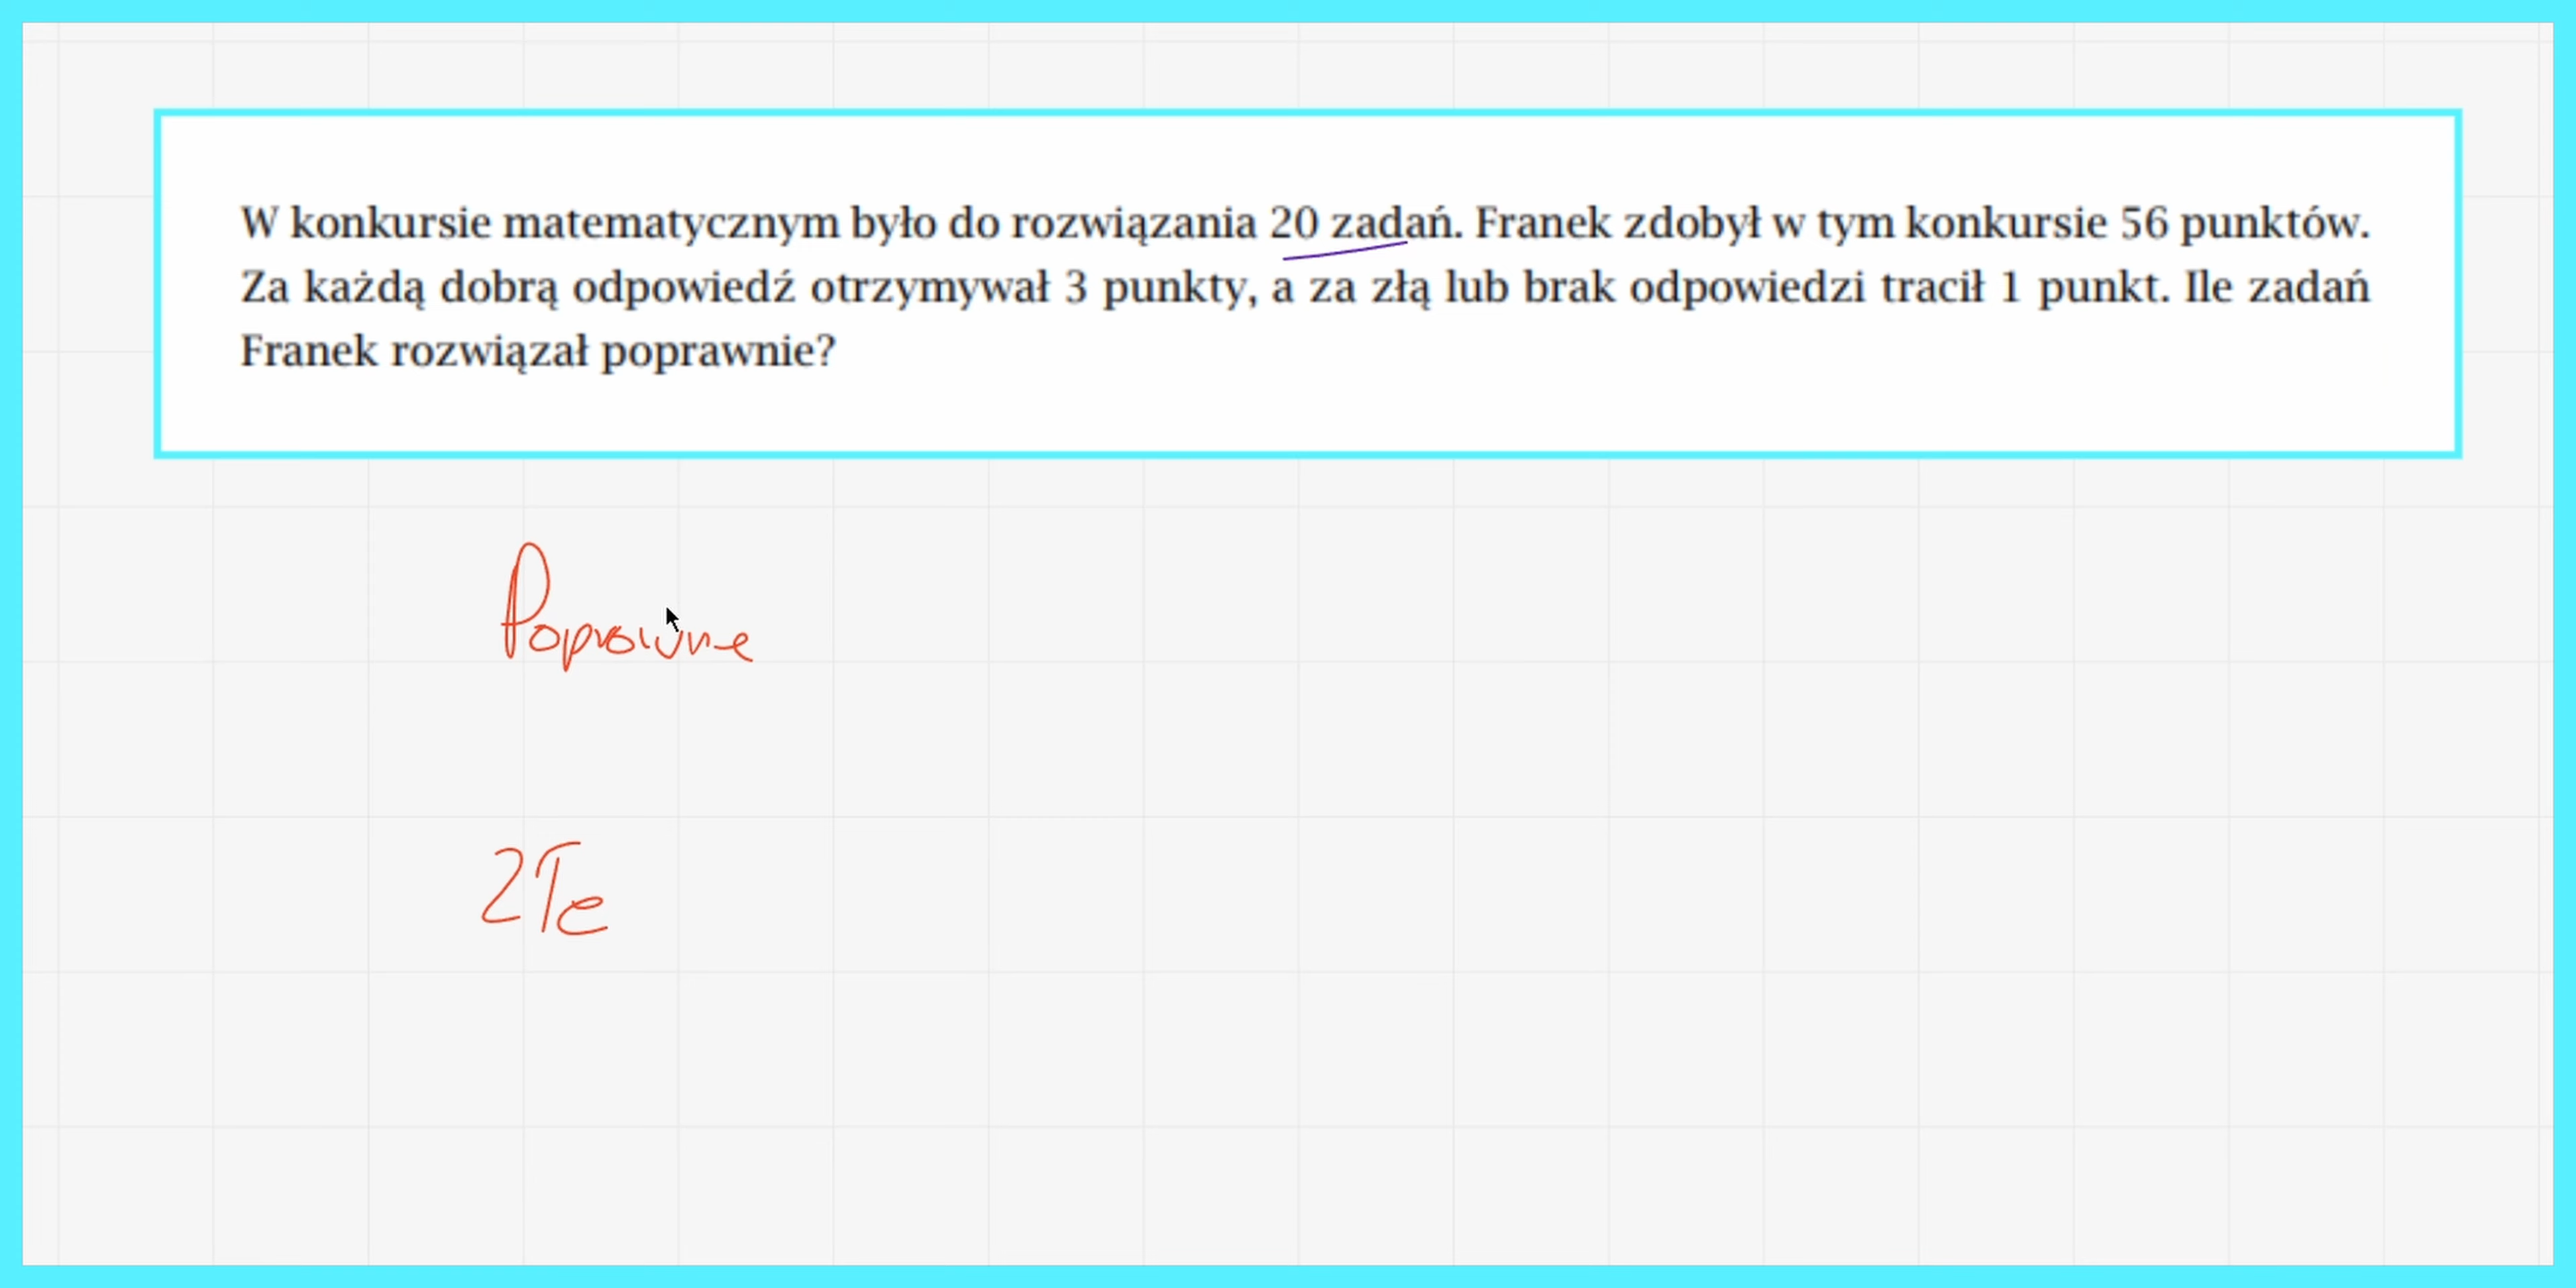 W konkursie matematycznym było do rozwiązania 20 zadań. Franek zdobył w tym konkursie 56 punktów.
Za każdą dobrą odpowiedź otrzymywał 3 punkty, a za złą lub brak odpowiedzi tracił 1 punkt. Ile zadań
Franek rozwiązał poprawnie?
Poprawne
Złe